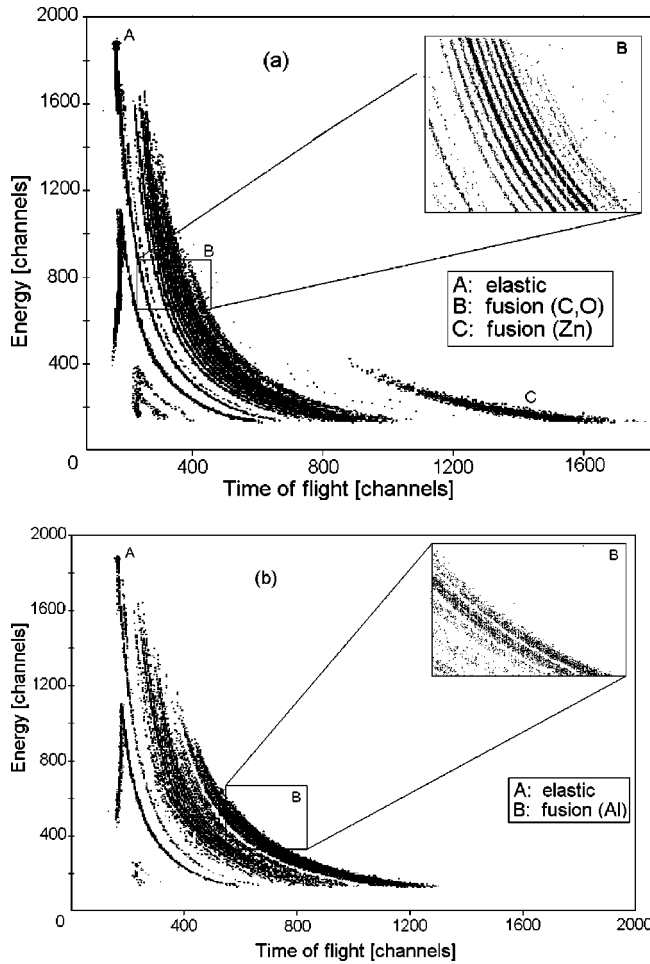 2000
A
(a)
B
1600
1200
B
800
A: elastic
B: fusion (C,O)
C: fusion (Zn)
400
C
0
400
800
1200
1600
Energy [channels]
Time of flight [channels]
2000
A
(b)
B
1600
1200
800
B
A: elastic
B: fusion (Al)
400
0
400
800
1200
1600
2000
Energy [channels]
Time of flight [channels]